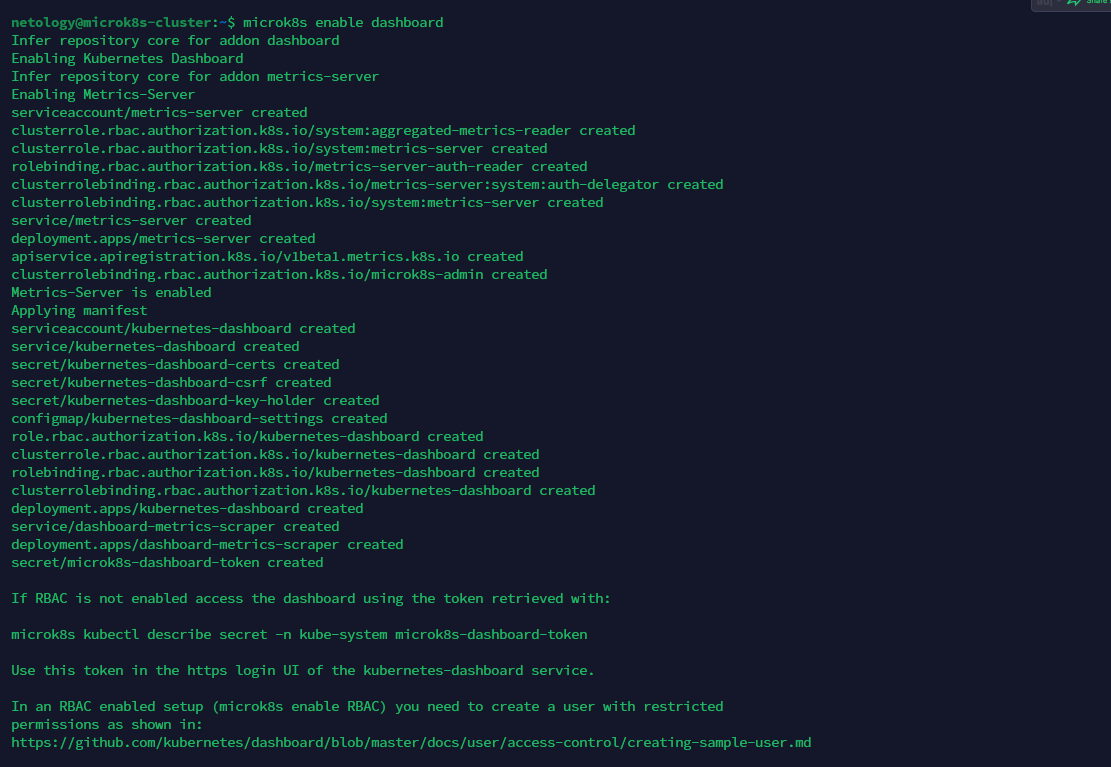 Share
netology@microk8s-cluster:~$ microk8s enable dashboard
Infer repository core for addon dashboard
Enabling Kubernetes Dashboard
Infer repository core for addon metrics-server
Enabling Metrics-Server
serviceaccount/metrics-server created
clusterrole.rbac.authorization.k8s.io/system:aggregated-metrics-reader created
clusterrole.rbac.authorization.k8s.io/system:metrics-server created
rolebinding.rbac.authorization.k8s.io/metrics-server-auth-reader created
clusterrolebinding.rbac.authorization.k8s.io/metrics-server:system:auth-delegator created
clusterrolebinding.rbac.authorization.k8s.io/system:metrics-server created
service/metrics-server created
deployment.apps/metrics-server created
apiservice.apiregistration.k8s.io/v1beta1.metrics.k8s.io created
clusterrolebinding.rbac.authorization.k8s.io/microk8s-admin created
Metrics-Server is enabled
Applying manifest
serviceaccount/kubernetes-dashboard created
service/kubernetes-dashboard created
secret/kubernetes-dashboard-certs created
secret/kubernetes-dashboard-csrf created
secret/kubernetes-dashboard-key-holder created
configmap/kubernetes-dashboard-settings created
role.rbac.authorization.k8s.io/kubernetes-dashboard created
clusterrole.rbac.authorization.k8s.io/kubernetes-dashboard created
rolebinding.rbac.authorization.k8s.io/kubernetes-dashboard created
clusterrolebinding.rbac.authorization.k8s.io/kubernetes-dashboard created
deployment.apps/kubernetes-dashboard created
service/dashboard-metrics-scraper created
deployment.apps/dashboard-metrics-scraper created
secret/microk8s-dashboard-token created
If RBAC is not enabled access the dashboard using the token retrieved with:
microk8s kubectl describe secret -n kube-system microk8s-dashboard-token
Use this token in the https login UI of the kubernetes-dashboard service.
In an RBAC enabled setup (microk8s enable RBAC) you need to create a user with restricted
permissions as shown in:
https://github.com/kubernetes/dashboard/blob/master/docs/user/access-control/creating-sample-user.md